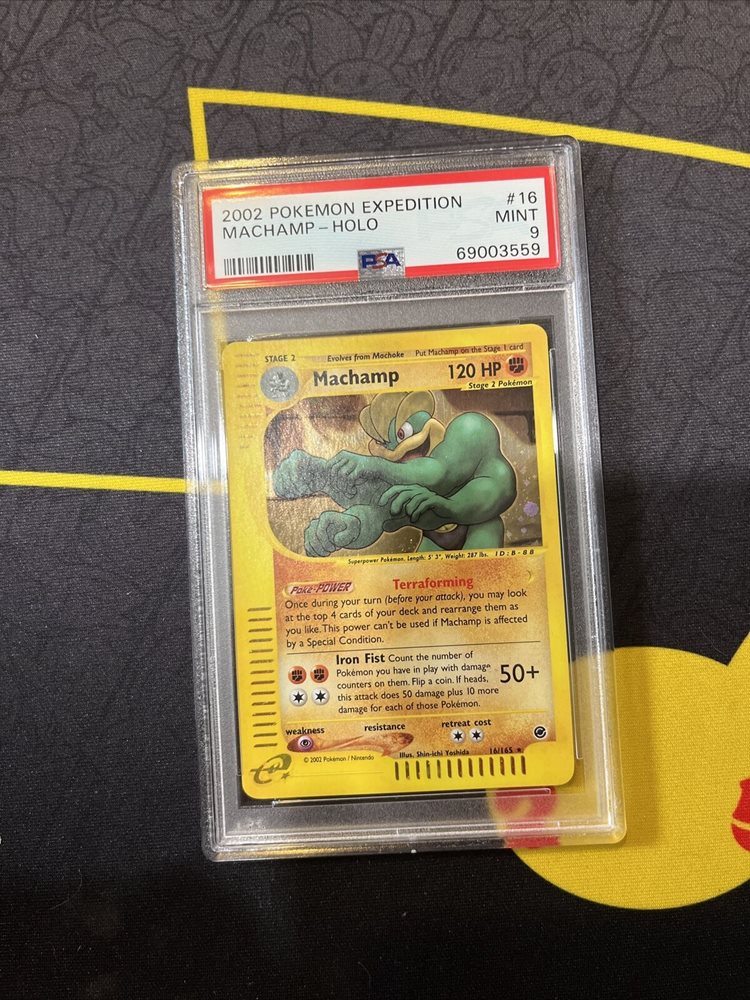 2002 POKEMON EXPEDITION #16
MACHAMP - HOLO MINT
9
PSA 69003559
STAGE 2 Evolves from Machoke Put Machamp on the Stage 1 card
Machamp 120 HP
Stage 2 Pokémon
Superpower Pokémon. Length: 5' 3", Weight: 287 lbs. ID:B-88
Poké-POWER Terraforming
Once during your turn (before your attack), you may look
at the top 4 cards of your deck and rearrange them as
you like. This power can't be used if Machamp is affected
by a Special Condition.
Iron Fist Count the number of
Pokémon you have in play with damage
counters on them. Flip a coin. If heads,
this attack does 50 damage plus 10 more
damage for each of those Pokémon.
50+
weakness resistance retreat cost
Illus. Shin-ichi Yoshida 16/165 ★
© 2002 Pokémon / Nintendo
e